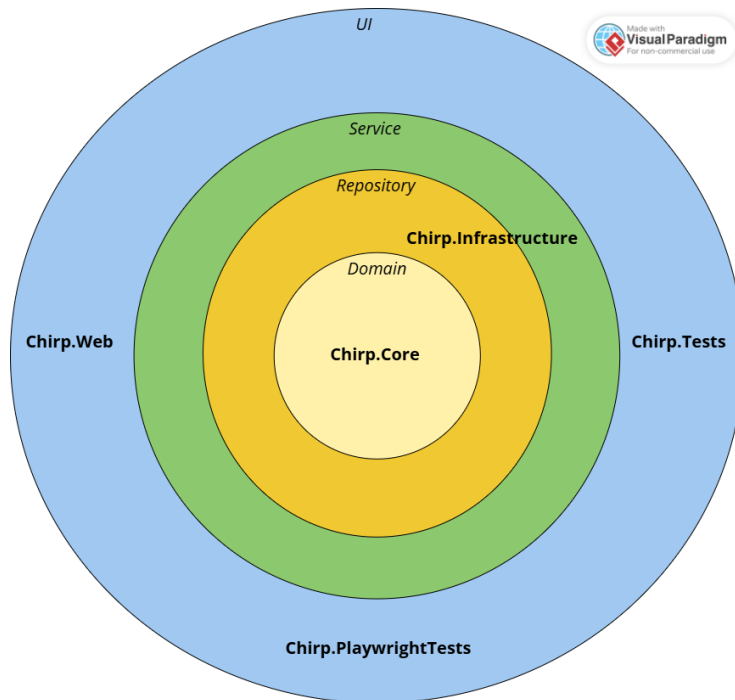 UI
Made with
Visual Paradigm
For non-commercial use
Service
Repository
Chirp.Infrastructure
Domain
Chirp.Web
Chirp.Tests
Chirp.Core
Chirp.PlaywrightTests